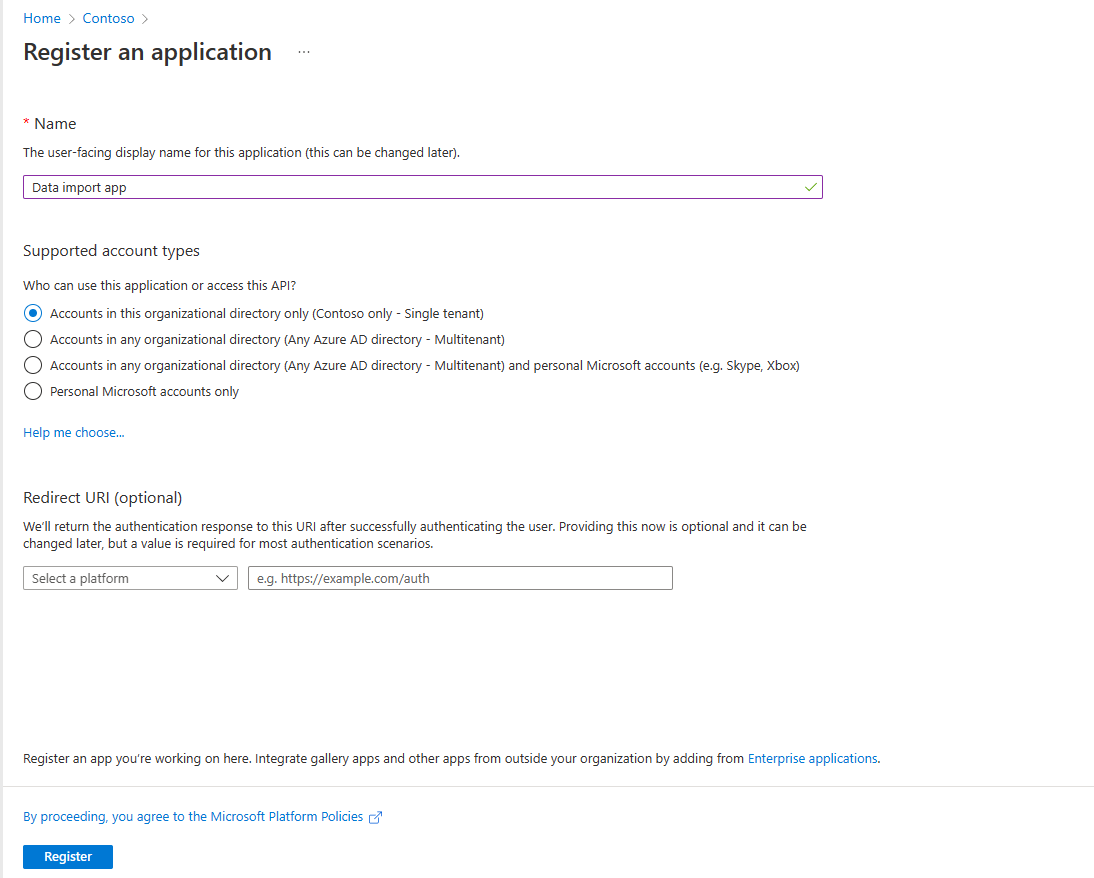 Home > Contoso >
Register an application ...
* Name
The user-facing display name for this application (this can be changed later).
Data import app
Supported account types
Who can use this application or access this API?
Accounts in this organizational directory only (Contoso only - Single tenant)
Accounts in any organizational directory (Any Azure AD directory - Multitenant)
Accounts in any organizational directory (Any Azure AD directory - Multitenant) and personal Microsoft accounts (e.g. Skype, Xbox)
Personal Microsoft accounts only
Help me choose...
Redirect URI (optional)
We'll return the authentication response to this URI after successfully authenticating the user. Providing this now is optional and it can be
changed later, but a value is required for most authentication scenarios.
Select a platform e.g. https://example.com/auth
Register an app you're working on here. Integrate gallery apps and other apps from outside your organization by adding from Enterprise applications.
By proceeding, you agree to the Microsoft Platform Policies
Register